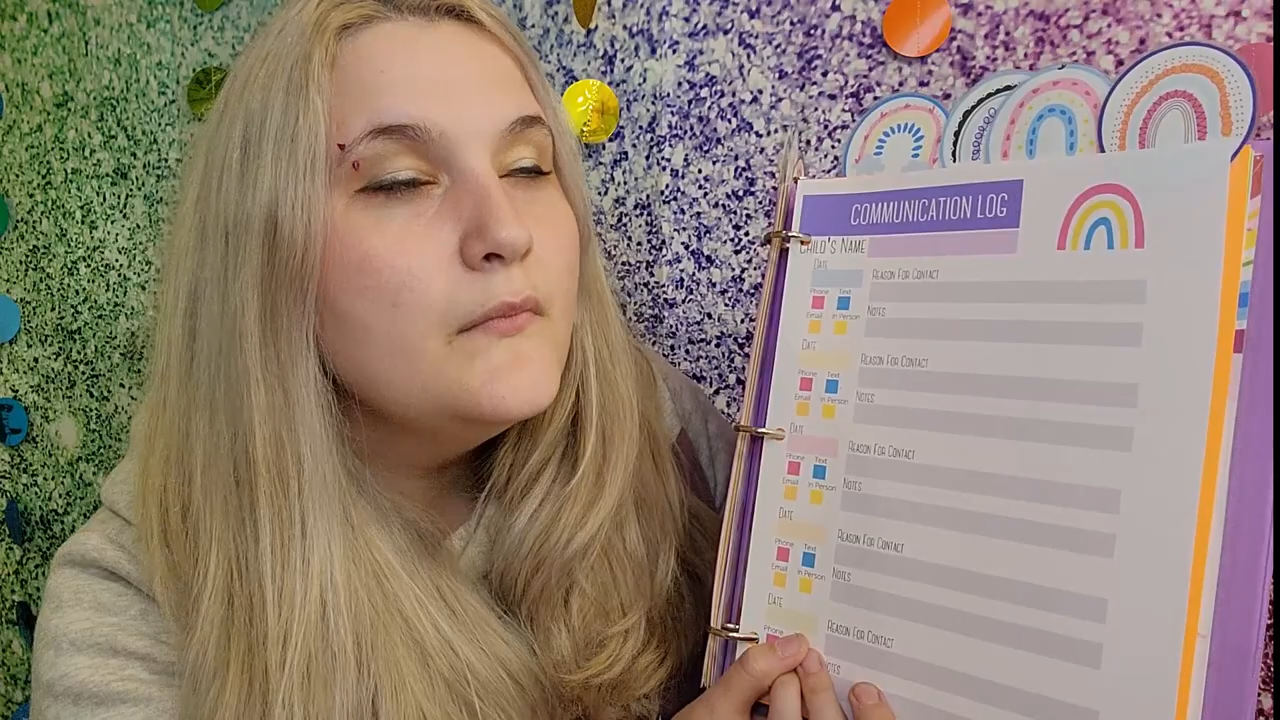 COMMUNICATION LOG
CHILD'S NAME
DATE
REASON FOR CONTACT
Phone Text
Email In Person
NOTES
DATE
REASON FOR CONTACT
Phone Text
Email In Person
NOTES
DATE
REASON FOR CONTACT
Phone Text
Email In Person
NOTES
DATE
REASON FOR CONTACT
Phone Text
Email In Person
NOTES
DATE
REASON FOR CONTACT
Phone
NOTES